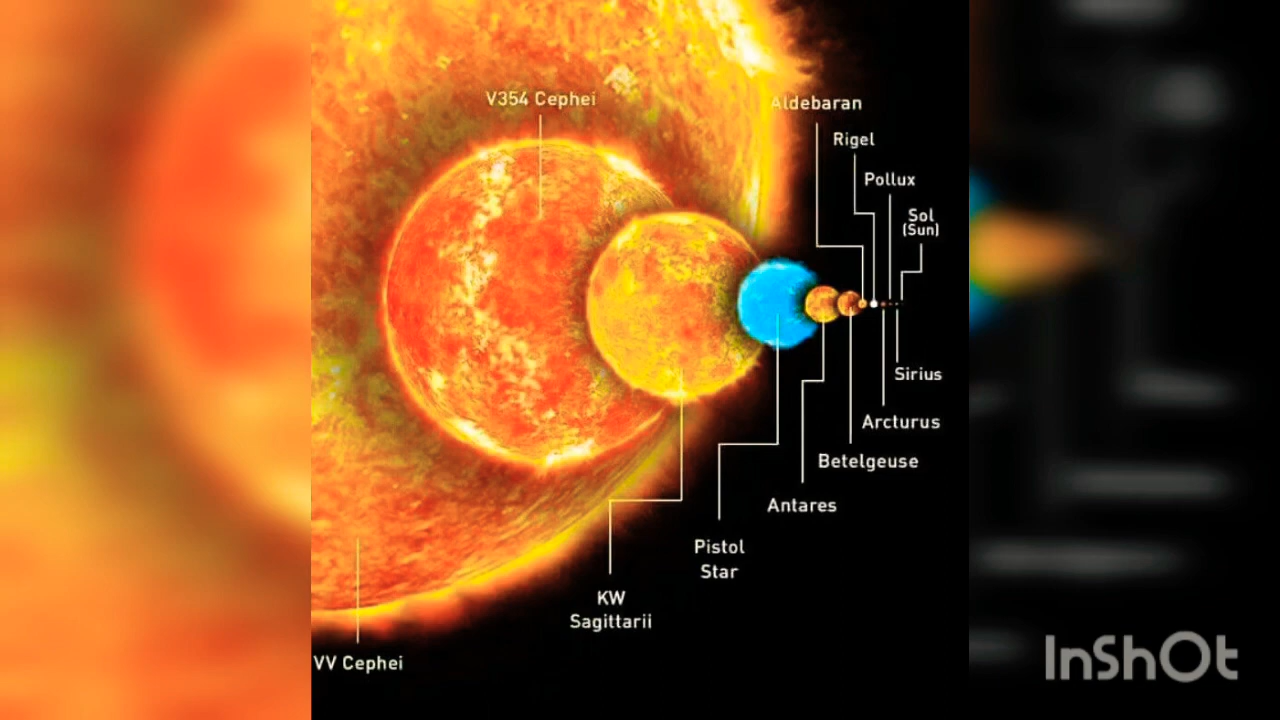 V354 Cephei
Aldebaran
Rigel
Pollux
Sol
(Sun)
Sirius
Arcturus
Betelgeuse
Antares
Pistol
Star
KW
Sagittarii
VV Cephei
InShOt